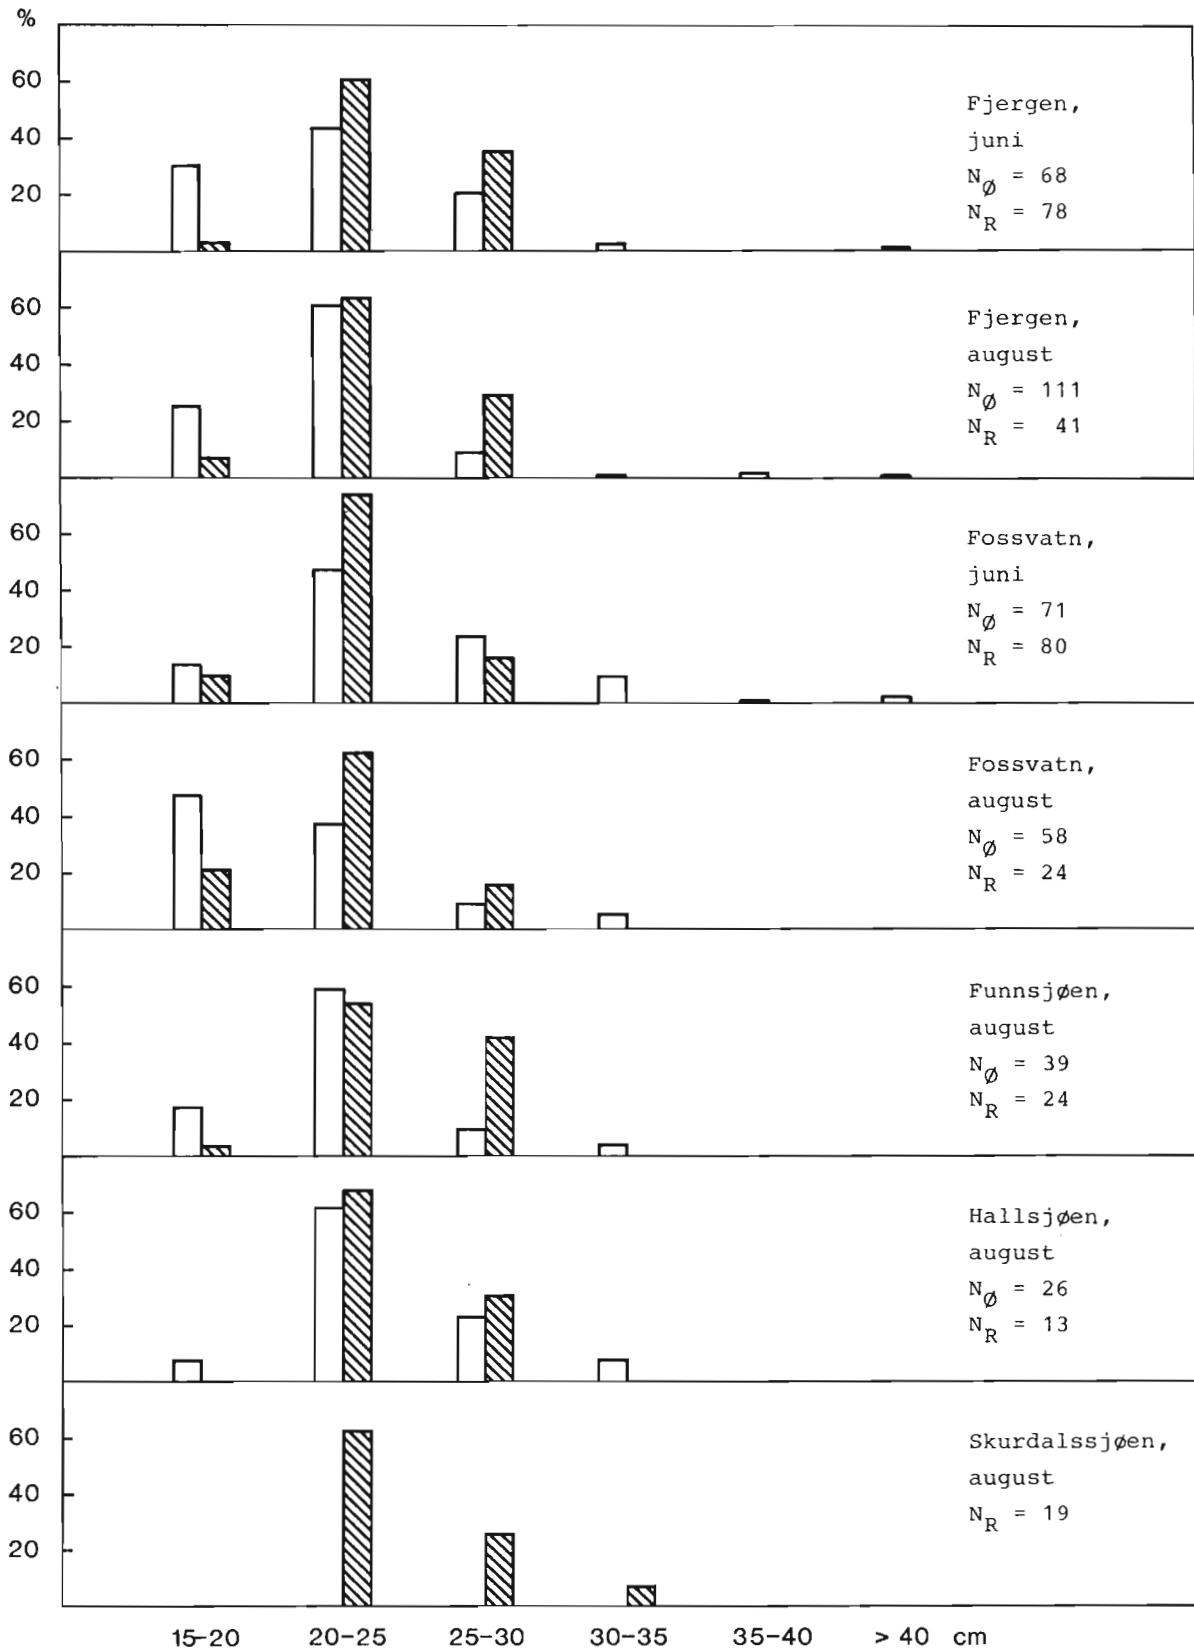 %
60
40
20
Fjergen,
juni
NØ = 68
NR = 78
60
40
20
Fjergen,
august
NØ = 111
NR = 41
60
40
20
Fossvatn,
juni
NØ = 71
NR = 80
60
40
20
Fossvatn,
august
NØ = 58
NR = 24
60
40
20
Funnsjøen,
august
NØ = 39
NR = 24
60
40
20
Hallsjøen,
august
NØ = 26
NR = 13
60
40
20
Skurdalssjøen,
august
NR = 19
15-20 20-25 25-30 30-35 35-40 > 40 cm